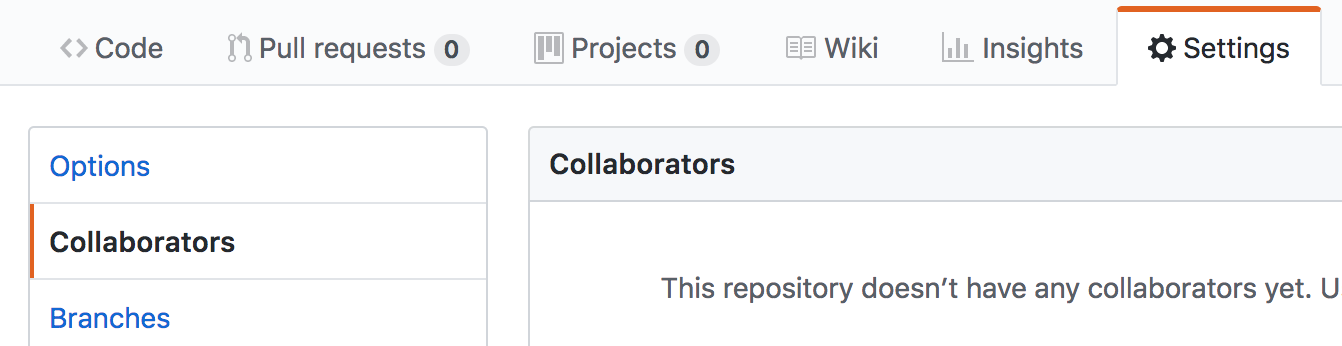 Code Pull requests 0 Projects 0 Wiki Insights Settings
Options
Collaborators
Branches
Collaborators
This repository doesn’t have any collaborators yet. U